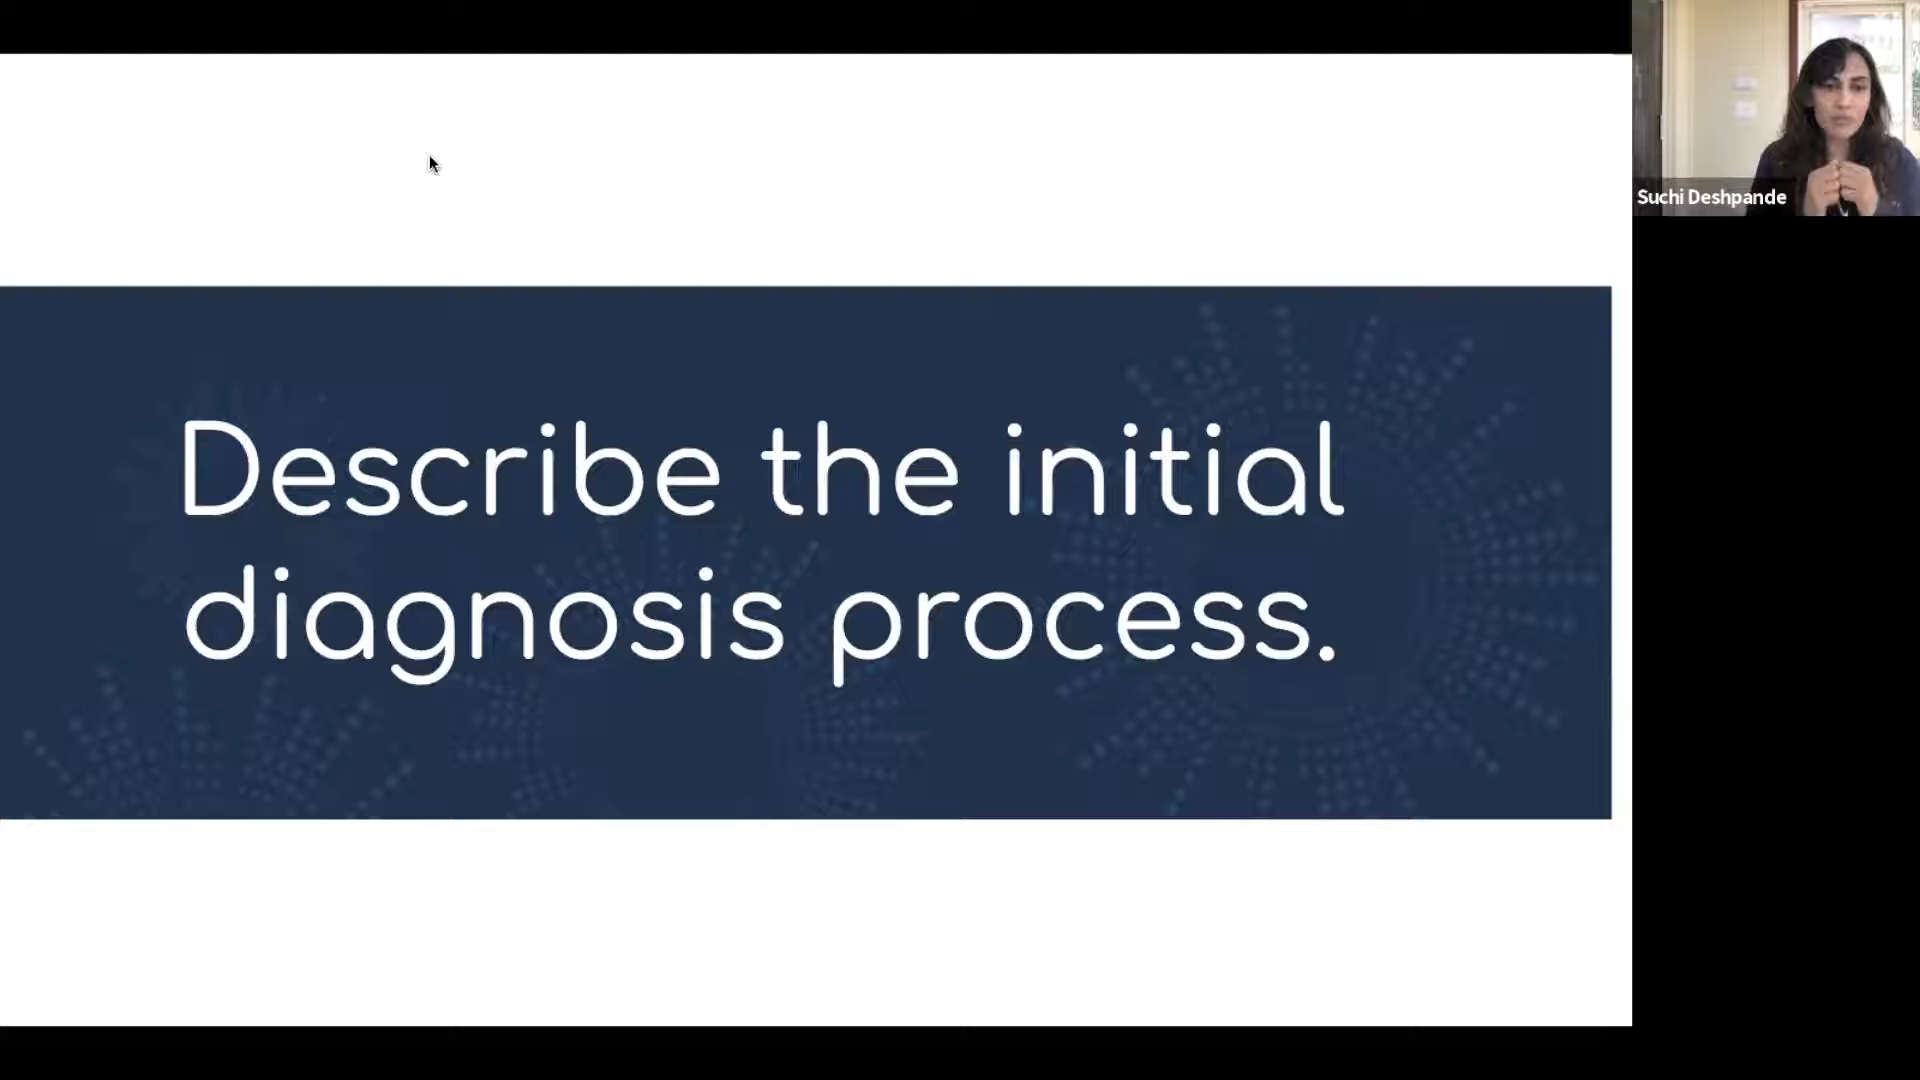 Describe the initial
diagnosis process.
Suchi Deshpande